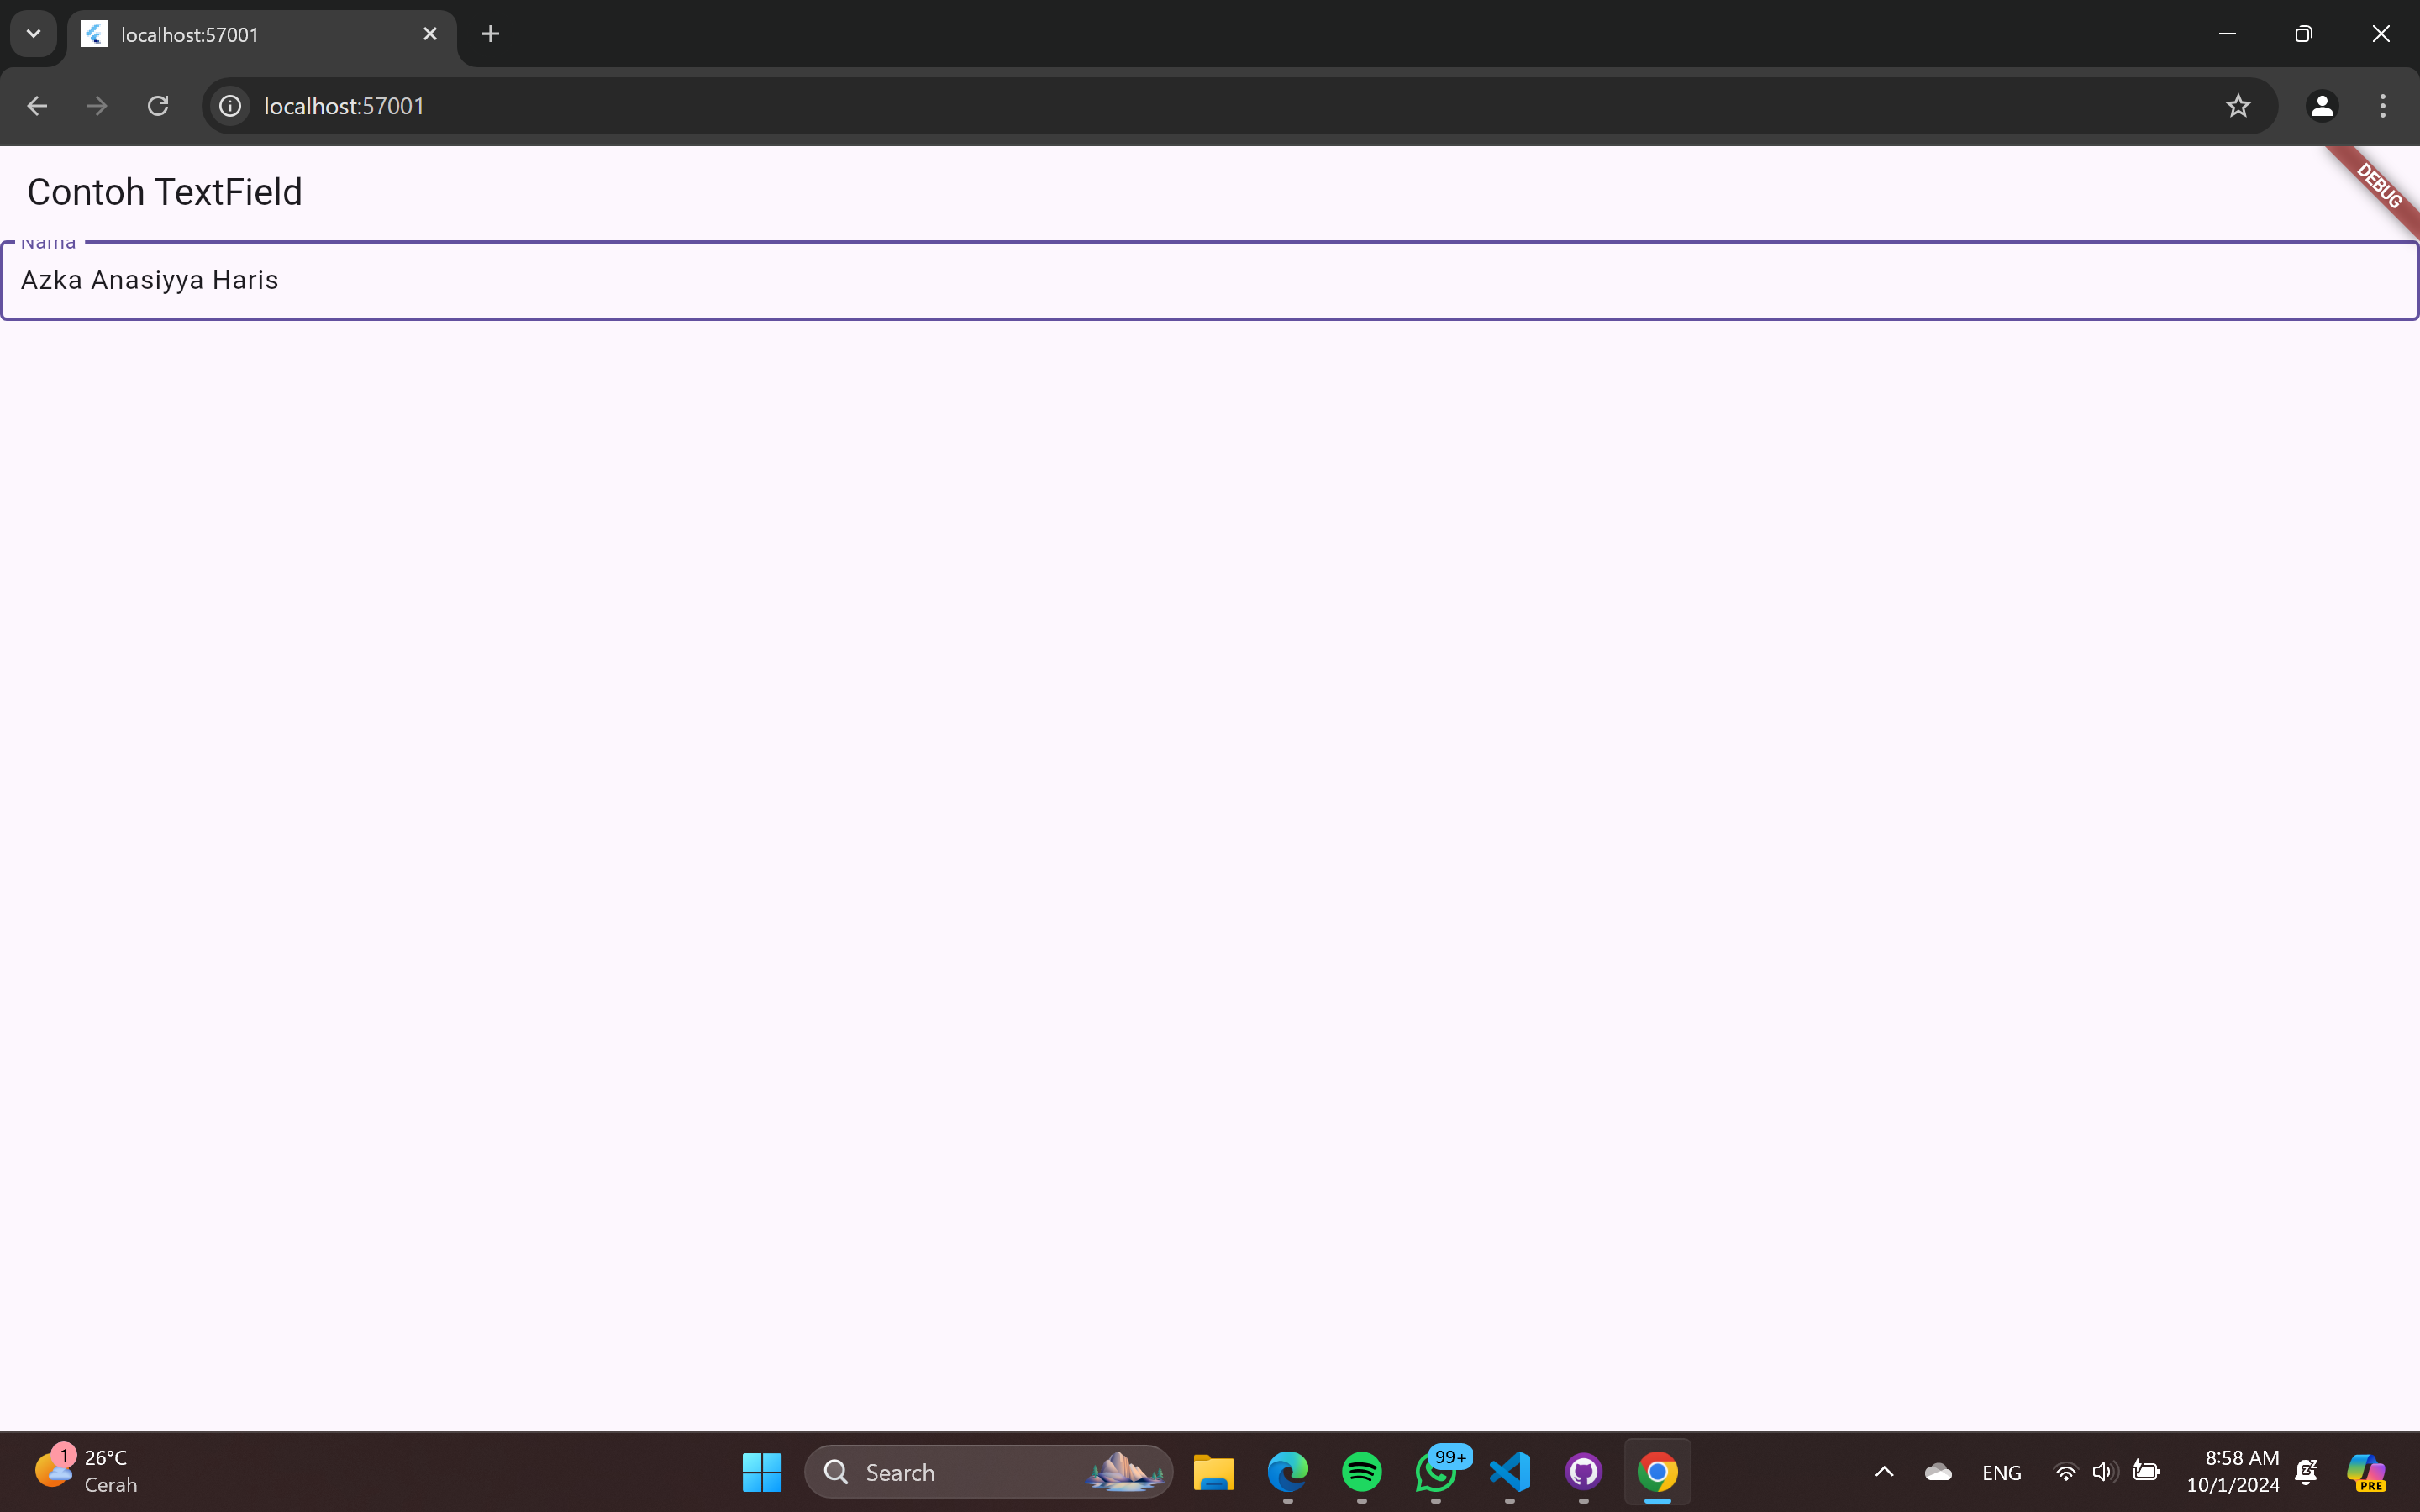 localhost:57001
localhost:57001
Contoh TextField
DEBUG
Nama
Azka Anasiyya Haris
1
26°C
Cerah
Search
99+
ENG
8:58 AM
10/1/2024
PRE